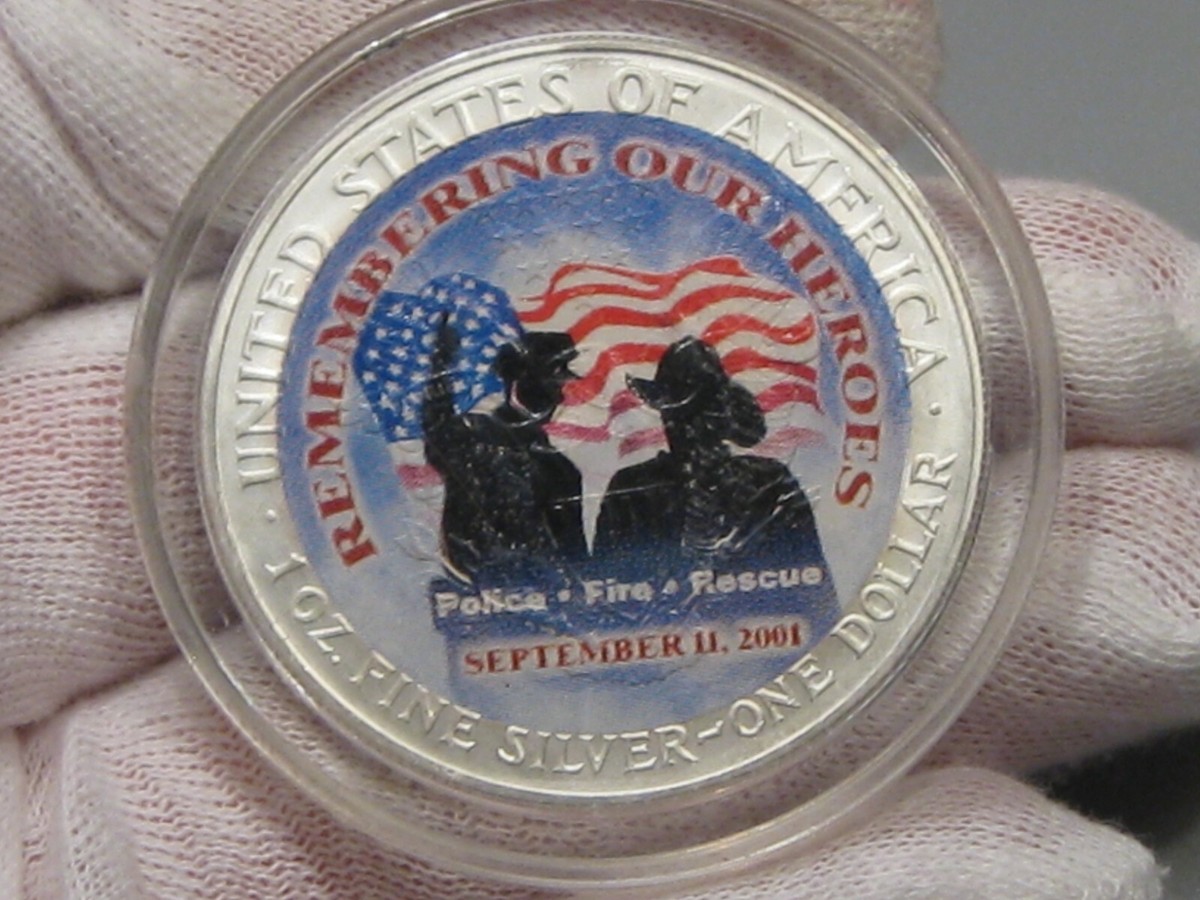 UNITED STATES OF AMERICA
1 OZ. FINE SILVER~ONE DOLLAR
REMEMBERING OUR HEROES
Police • Fire • Rescue
SEPTEMBER 11, 2001